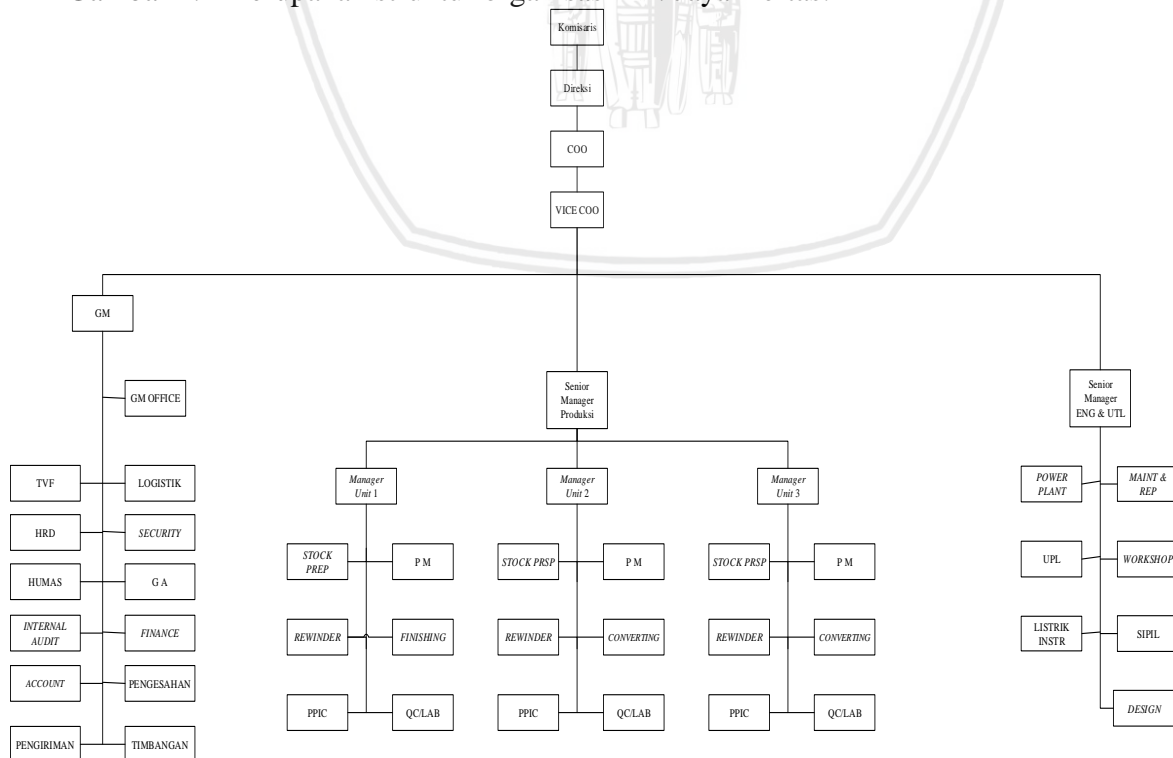 Komisaris
Direksi
COO
VICE COO
GM
GM OFFICE
Senior
Manager
Produksi
Senior
Manager
ENG & UTL
TVF
LOGISTIK
HRD
SECURITY
HUMAS
G A
INTERNAL
AUDIT
FINANCE
ACCOUNT
PENGESAHAN
PENGIRIMAN
TIMBANGAN
Manager
Unit 1
STOCK
PREP
P M
REWINDER
FINISHING
PPIC
QC/LAB
Manager
Unit 2
STOCK PRSP
P M
REWINDER
CONVERTING
PPIC
QC/LAB
Manager
Unit 3
STOCK PRSP
P M
REWINDER
CONVERTING
PPIC
QC/LAB
POWER
PLANT
MAINT &
REP
UPL
WORKSHOP
LISTRIK
INSTR
SIPIL
DESIGN